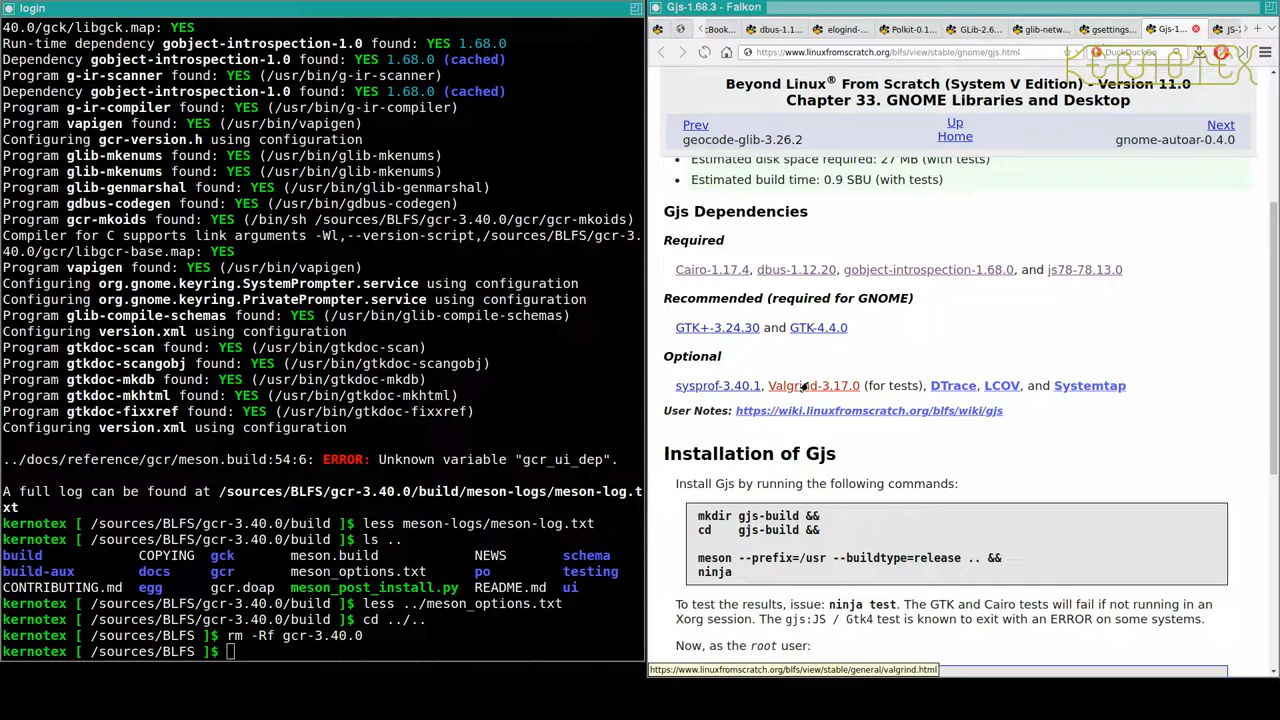 login
40.0/gck/libgck.map: YES
Run-time dependency gobject-introspection-1.0 found: YES 1.68.0
Dependency gobject-introspection-1.0 found: YES 1.68.0 (cached)
Program g-ir-scanner found: YES (/usr/bin/g-ir-scanner)
Dependency gobject-introspection-1.0 found: YES 1.68.0 (cached)
Program g-ir-compiler found: YES (/usr/bin/g-ir-compiler)
Program vapigen found: YES (/usr/bin/vapigen)
Configuring gcr-version.h using configuration
Program glib-mkenums found: YES (/usr/bin/glib-mkenums)
Program glib-mkenums found: YES (/usr/bin/glib-mkenums)
Program glib-genmarshal found: YES (/usr/bin/glib-genmarshal)
Program gdbus-codegen found: YES (/usr/bin/gdbus-codegen)
Program gcr-mkoids found: YES (/bin/sh /sources/BLFS/gcr-3.40.0/gcr/gcr-mkoids)
Compiler for C supports link arguments -Wl,--version-script,/sources/BLFS/gcr-3.
40.0/gcr/libgcr-base.map: YES
Program vapigen found: YES (/usr/bin/vapigen)
Configuring org.gnome.keyring.SystemPrompter.service using configuration
Configuring org.gnome.keyring.PrivatePrompter.service using configuration
Program glib-compile-schemas found: YES (/usr/bin/glib-compile-schemas)
Configuring version.xml using configuration
Program gtkdoc-scan found: YES (/usr/bin/gtkdoc-scan)
Program gtkdoc-scangobj found: YES (/usr/bin/gtkdoc-scangobj)
Program gtkdoc-mkdb found: YES (/usr/bin/gtkdoc-mkdb)
Program gtkdoc-mkhtml found: YES (/usr/bin/gtkdoc-mkhtml)
Program gtkdoc-fixxref found: YES (/usr/bin/gtkdoc-fixxref)
Configuring version.xml using configuration
../docs/reference/gcr/meson.build:54:6: ERROR: Unknown variable "gcr_ui_dep".
A full log can be found at /sources/BLFS/gcr-3.40.0/build/meson-logs/meson-log.t
xt
kernotex [ /sources/BLFS/gcr-3.40.0/build ]$ less meson-logs/meson-log.txt
kernotex [ /sources/BLFS/gcr-3.40.0/build ]$ ls ..
build COPYING gck meson.build NEWS schema
build-aux docs gcr meson_options.txt po testing
CONTRIBUTING.md egg gcr.doap meson_post_install.py README.md ui
kernotex [ /sources/BLFS/gcr-3.40.0/build ]$ less ../meson_options.txt
kernotex [ /sources/BLFS/gcr-3.40.0/build ]$ cd ../..
kernotex [ /sources/BLFS ]$ rm -Rf gcr-3.40.0
kernotex [ /sources/BLFS ]$
Gjs-1.68.3 - Falkon
cBook... dbus-1.1... elogind-... Polkit-0.1... GLib-2.6... glib-netw... gsettings... Gjs-1... JS-7
https://www.linuxfromscratch.org/blfs/view/stable/gnome/gjs.html DuckDuckGo
KERNOTEX
Beyond Linux® From Scratch (System V Edition) - Version 11.0
Chapter 33. GNOME Libraries and Desktop
Prev Up Next
geocode-glib-3.26.2 Home gnome-autoar-0.4.0
Estimated disk space required: 27 MB (with tests)
• Estimated build time: 0.9 SBU (with tests)
Gjs Dependencies
Required
Cairo-1.17.4, dbus-1.12.20, gobject-introspection-1.68.0, and js78-78.13.0
Recommended (required for GNOME)
GTK+-3.24.30 and GTK-4.4.0
Optional
sysprof-3.40.1, Valgrind-3.17.0 (for tests), DTrace, LCOV, and Systemtap
User Notes: https://wiki.linuxfromscratch.org/blfs/wiki/gjs
Installation of Gjs
Install Gjs by running the following commands:
mkdir gjs-build &&
cd gjs-build &&
meson --prefix=/usr --buildtype=release .. &&
ninja
To test the results, issue: ninja test. The GTK and Cairo tests will fail if not running in an
Xorg session. The gjs:JS / Gtk4 test is known to exit with an ERROR on some systems.
Now, as the root user:
https://www.linuxfromscratch.org/blfs/view/stable/general/valgrind.html